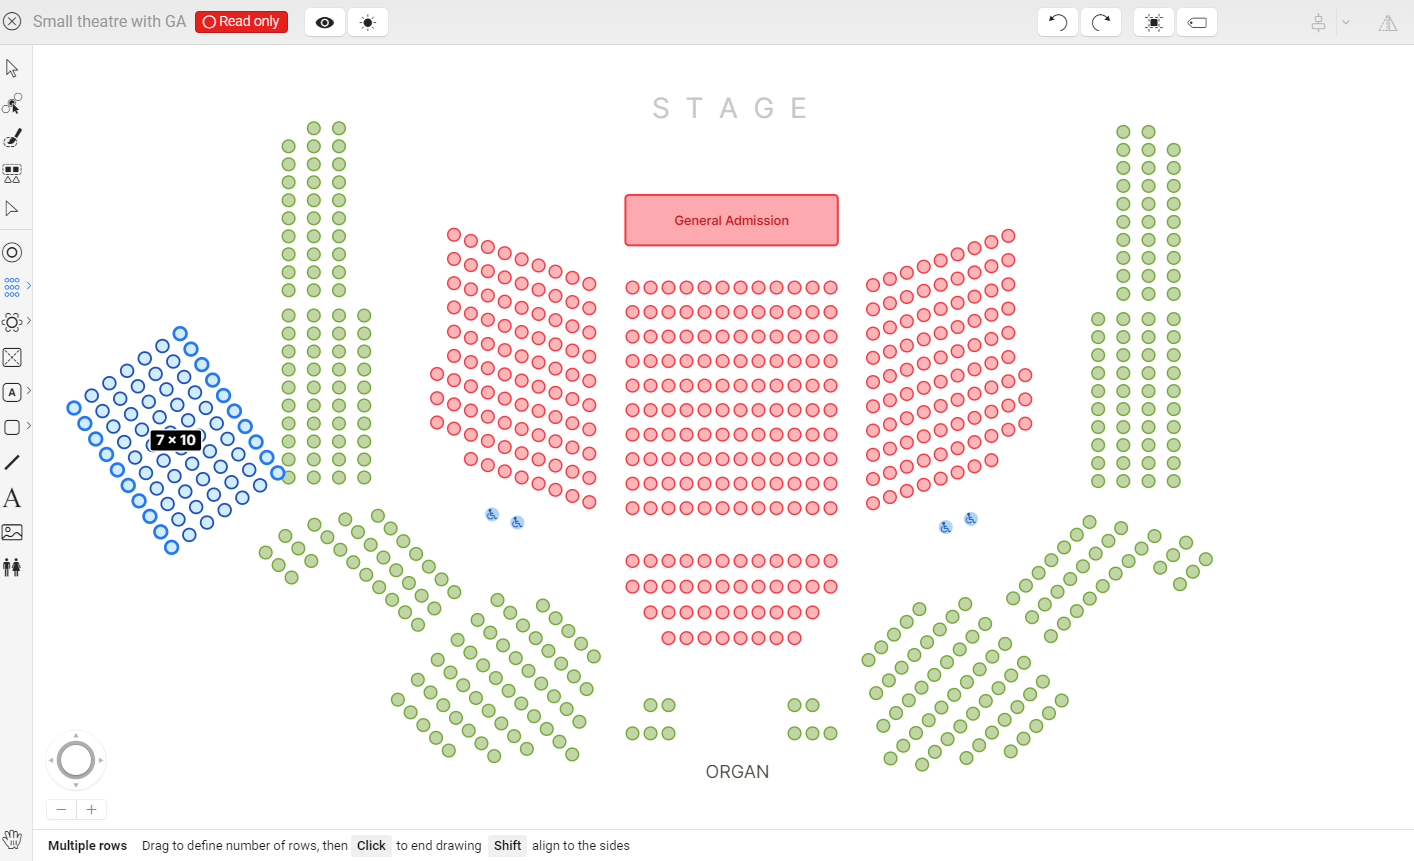 Small theatre with GA
Read only
STAGE
General Admission
7 × 10
A
A
ORGAN
Multiple rows Drag to define number of rows, then Click to end drawing Shift align to the sides